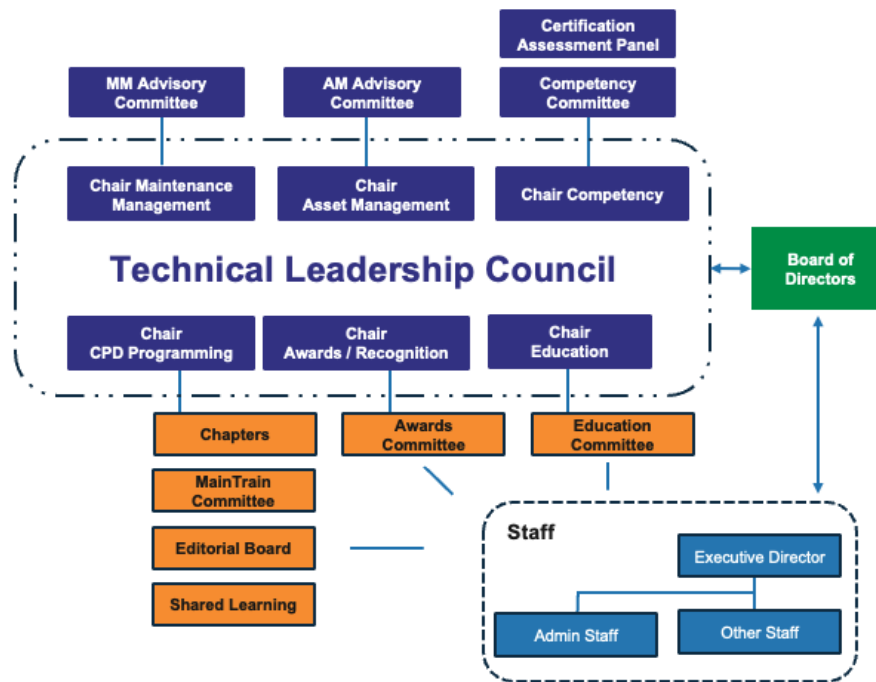 Certification
Assessment Panel
MM Advisory
Committee
AM Advisory
Committee
Competency
Committee
Chair Maintenance
Management
Chair
Asset Management
Chair Competency
Technical Leadership Council
Board of
Directors
Chair
CPD Programming
Chair
Awards / Recognition
Chair
Education
Chapters
Awards
Committee
Education
Committee
MainTrain
Committee
Editorial Board
Shared Learning
Staff
Executive Director
Admin Staff
Other Staff